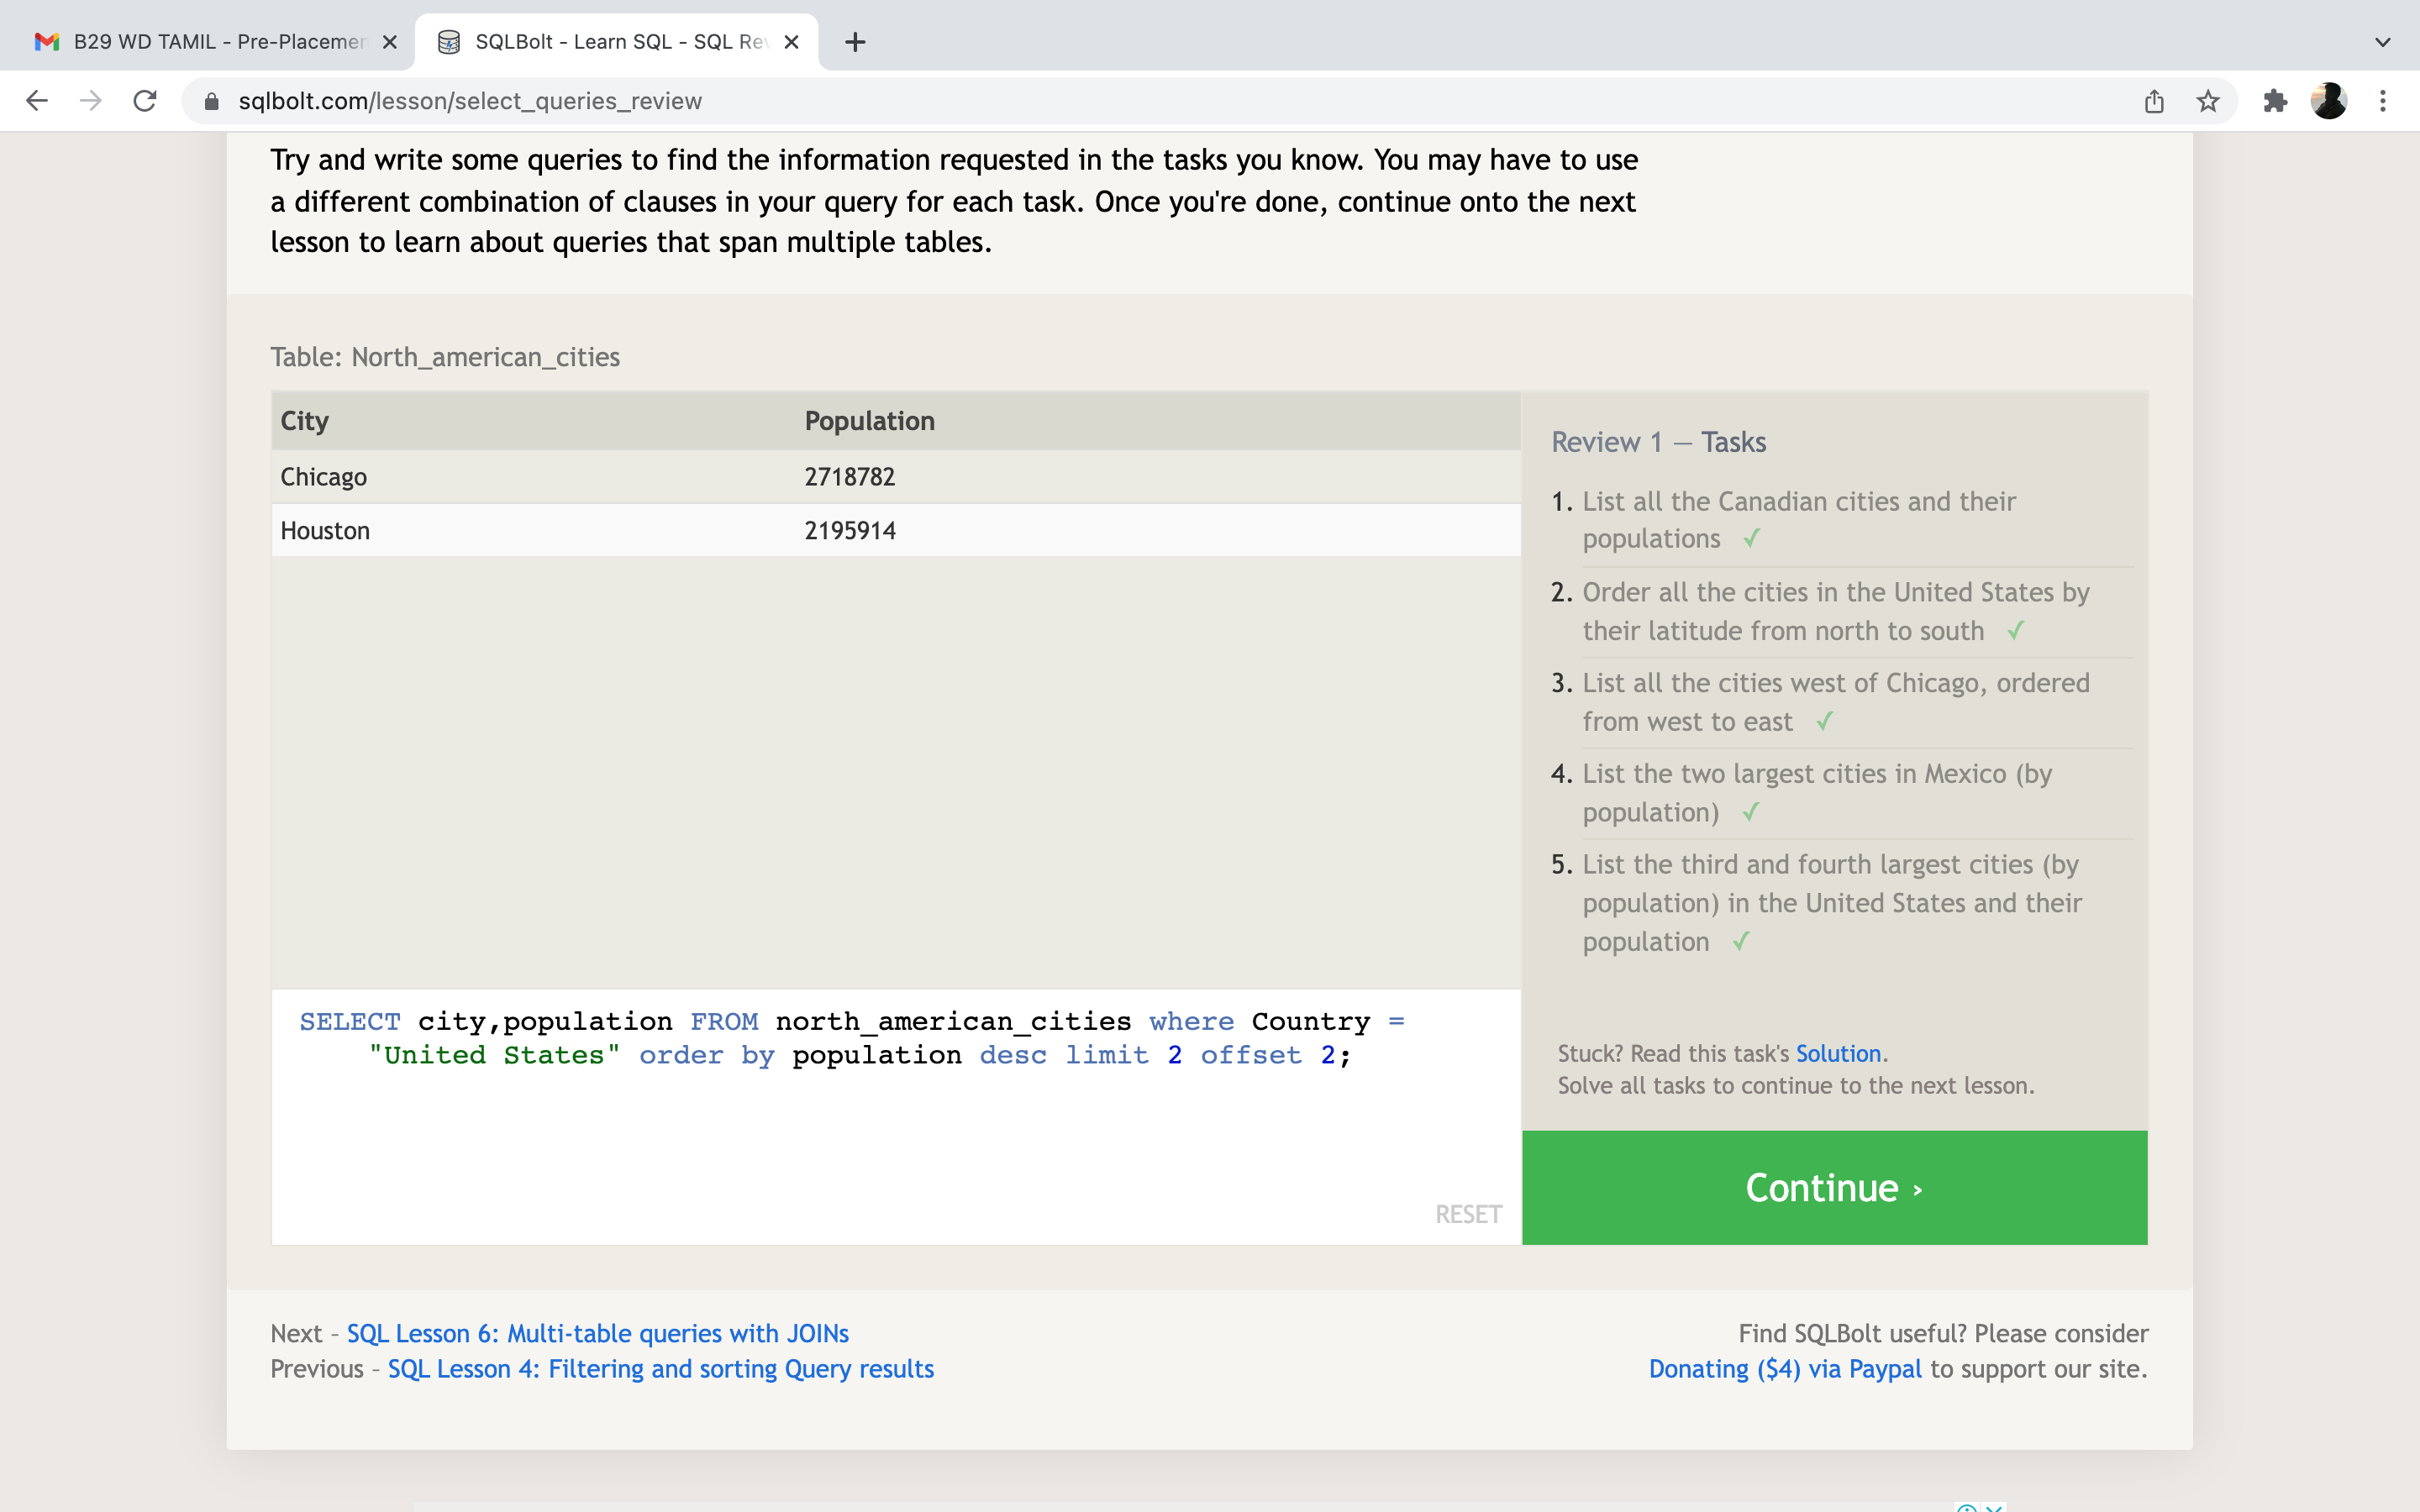 B29 WD TAMIL - Pre-Placemen
SQLBolt - Learn SQL - SQL Rev
sqlbolt.com/lesson/select_queries_review
Try and write some queries to find the information requested in the tasks you know. You may have to use
a different combination of clauses in your query for each task. Once you're done, continue onto the next
lesson to learn about queries that span multiple tables.
Table: North_american_cities
City Population
Chicago 2718782
Houston 2195914
Review 1 — Tasks
1. List all the Canadian cities and their
populations ✓
2. Order all the cities in the United States by
their latitude from north to south ✓
3. List all the cities west of Chicago, ordered
from west to east ✓
4. List the two largest cities in Mexico (by
population) ✓
5. List the third and fourth largest cities (by
population) in the United States and their
population ✓
SELECT city,population FROM north_american_cities where Country =
"United States" order by population desc limit 2 offset 2;
RESET
Stuck? Read this task's Solution.
Solve all tasks to continue to the next lesson.
Continue ›
Next – SQL Lesson 6: Multi-table queries with JOINs
Previous – SQL Lesson 4: Filtering and sorting Query results
Find SQLBolt useful? Please consider
Donating ($4) via Paypal to support our site.